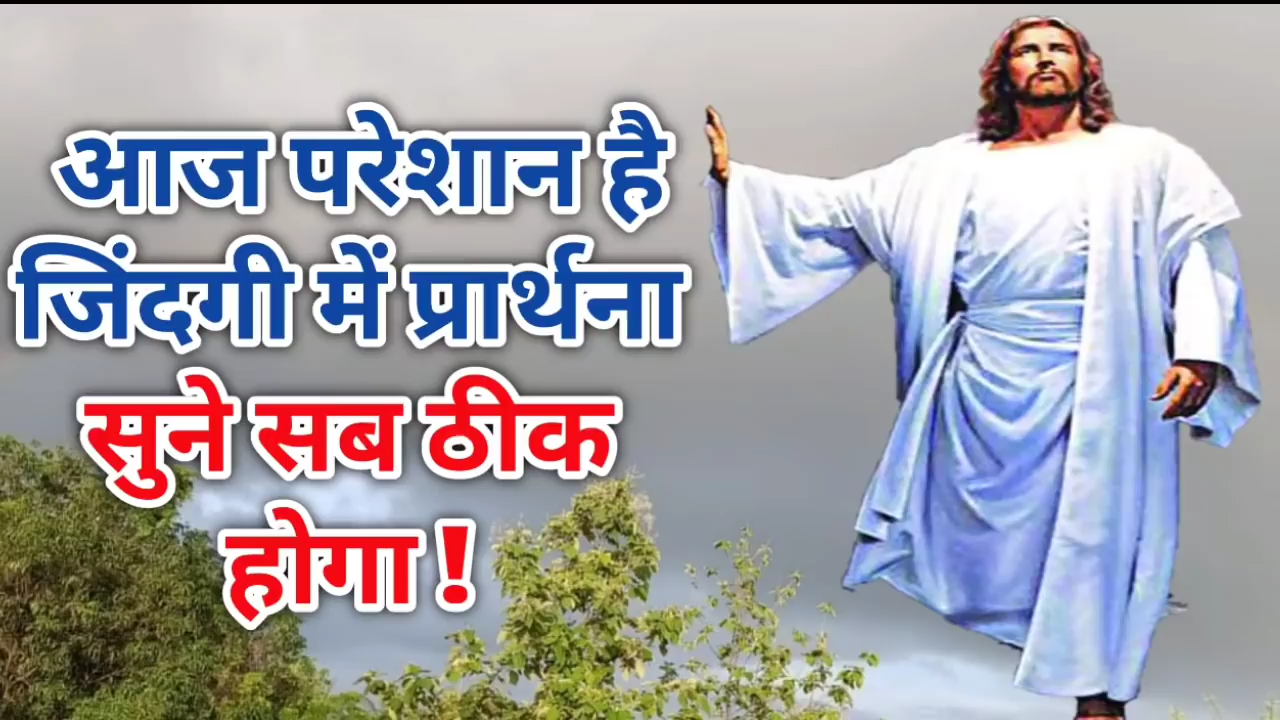 आज परेशान है
जिंदगी में प्रार्थना
सुने सब ठीक
होगा !